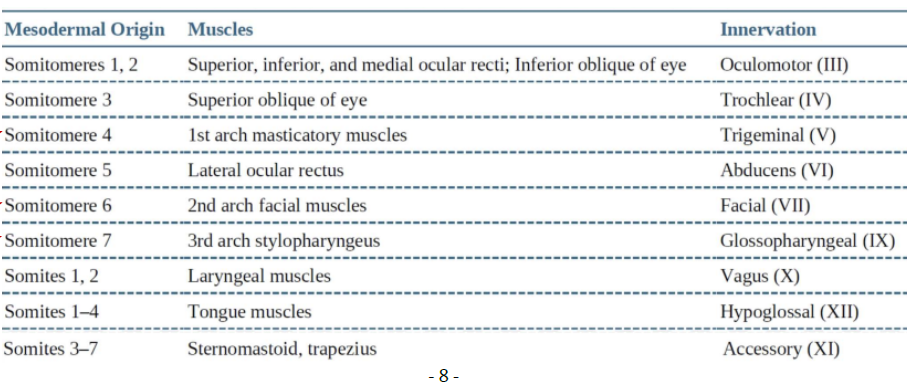 Mesodermal Origin Muscles Innervation
Somitomeres 1, 2 Superior, inferior, and medial ocular recti; Inferior oblique of eye Oculomotor (III)
Somitomere 3 Superior oblique of eye Trochlear (IV)
Somitomere 4 1st arch masticatory muscles Trigeminal (V)
Somitomere 5 Lateral ocular rectus Abducens (VI)
Somitomere 6 2nd arch facial muscles Facial (VII)
Somitomere 7 3rd arch stylopharyngeus Glossopharyngeal (IX)
Somites 1, 2 Laryngeal muscles Vagus (X)
Somites 1–4 Tongue muscles Hypoglossal (XII)
Somites 3–7 Sternomastoid, trapezius Accessory (XI)
- 8 -